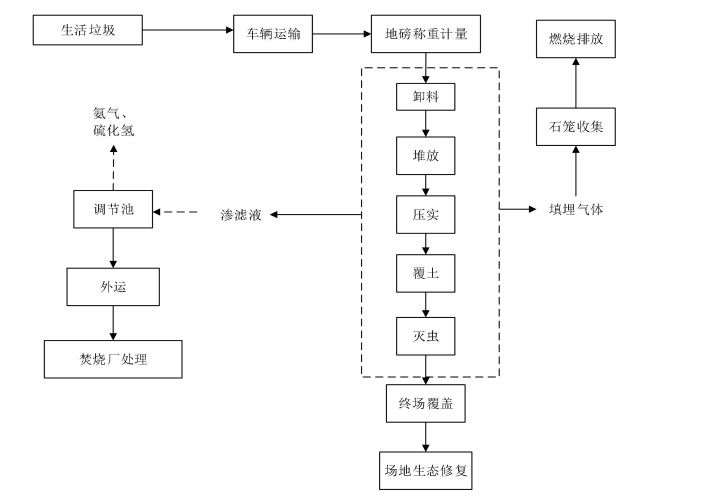 生活垃圾
车辆运输
地磅称重计量
燃烧排放
卸料
氨气、
硫化氢
石笼收集
堆放
调节池
渗滤液
压实
填埋气体
覆土
外运
灭虫
焚烧厂处理
终场覆盖
场地生态修复